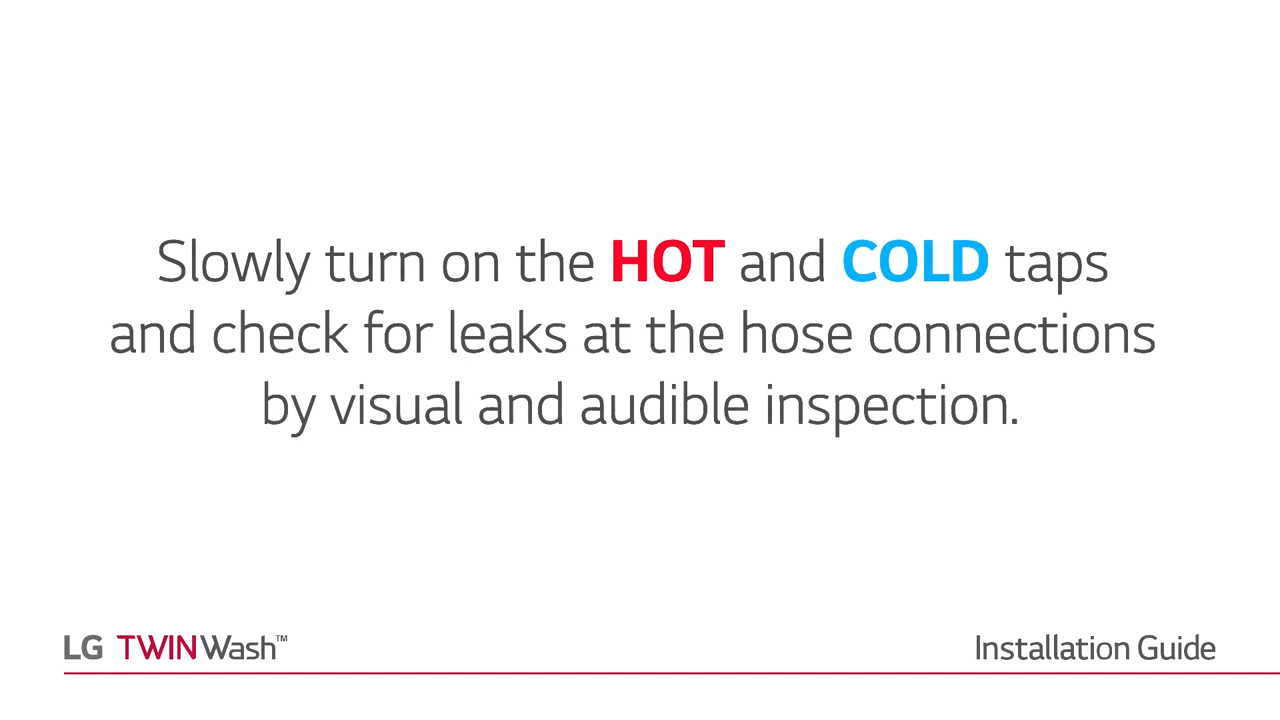 Slowly turn on the HOT and COLD taps
and check for leaks at the hose connections
by visual and audible inspection.
LG TWINWash™
Installation Guide